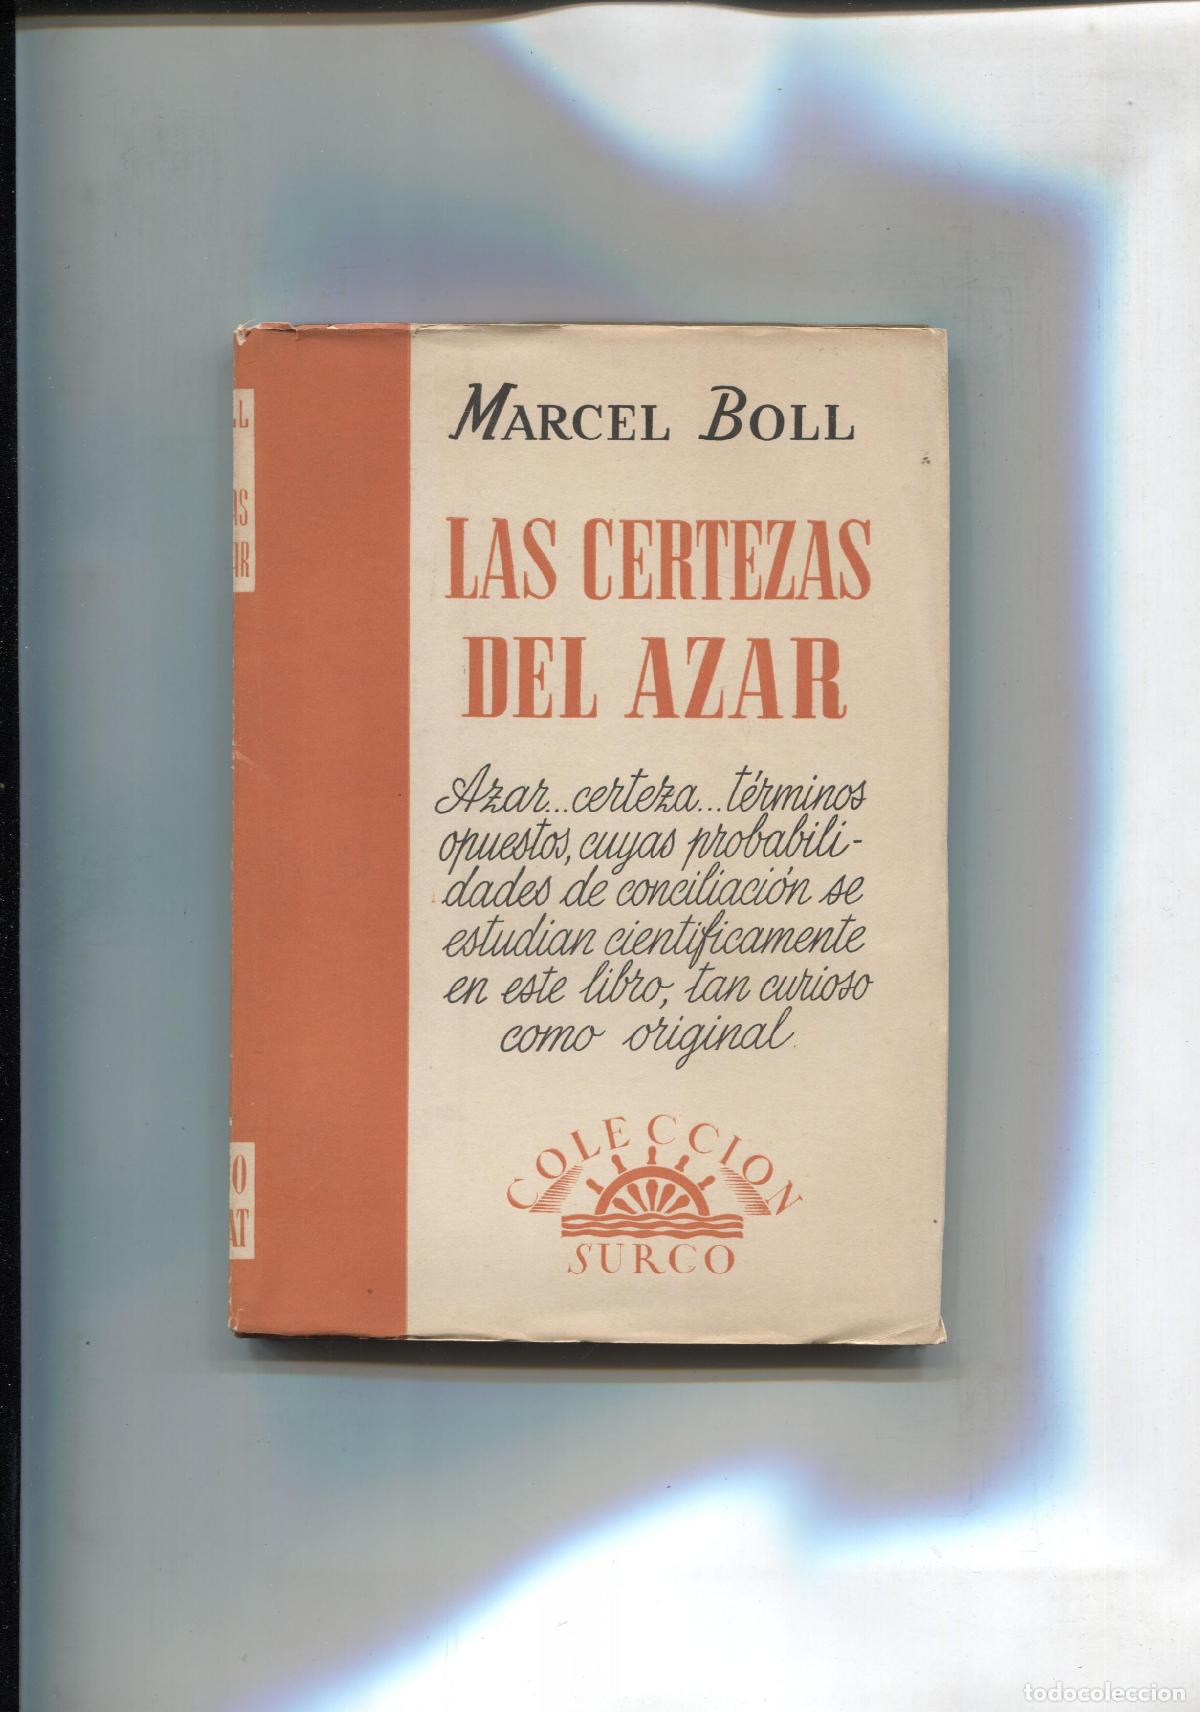 MARCEL BOLL
LAS CERTEZAS
DEL AZAR
Azar... certeza... términos
opuestos, cuyas probabili-
dades de conciliación se
estudian cientificamente
en este libro, tan curioso
como original.
COLECCION
SURCO
todocoleccion